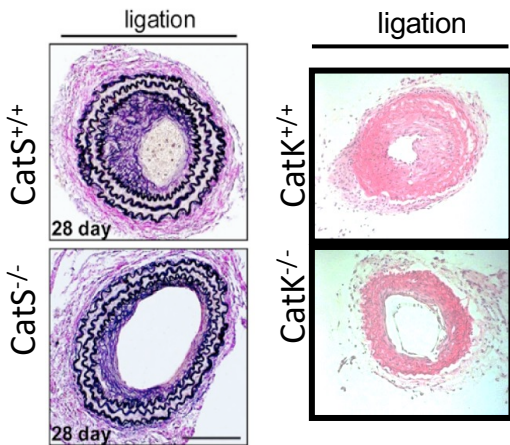 ligation
ligation
CatS+/+
CatK+/+
28 day
CatS-/-
CatK-/-
28 day